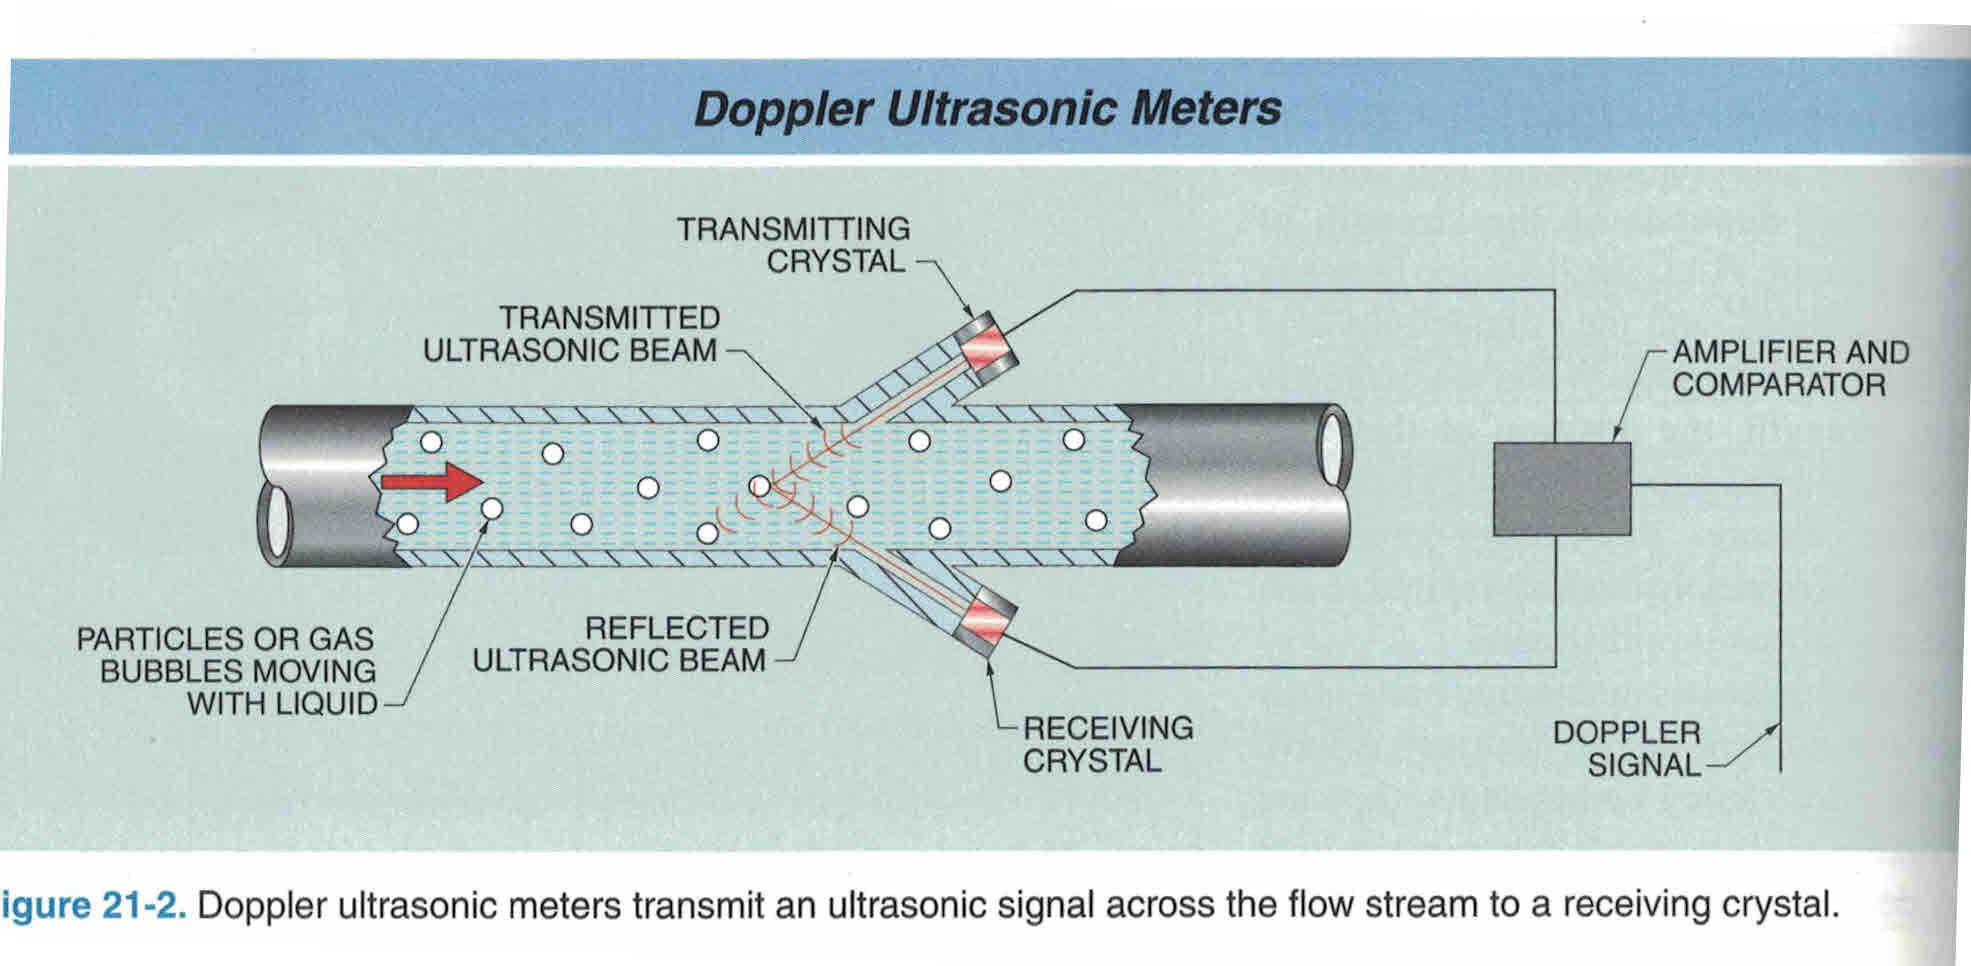 Doppler Ultrasonic Meters
TRANSMITTING
CRYSTAL
TRANSMITTED
ULTRASONIC BEAM
AMPLIFIER AND
COMPARATOR
PARTICLES OR GAS
BUBBLES MOVING
WITH LIQUID
REFLECTED
ULTRASONIC BEAM
RECEIVING
CRYSTAL
DOPPLER
SIGNAL
igure 21-2. Doppler ultrasonic meters transmit an ultrasonic signal across the flow stream to a receiving crystal.